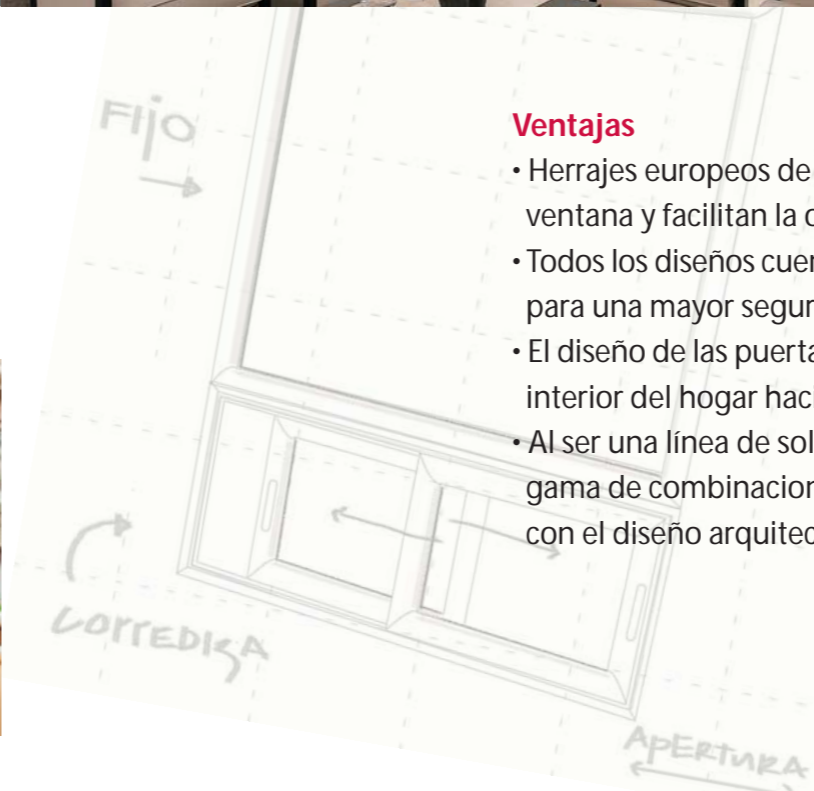 FIJO
Ventajas
• Herrajes europeos de
ventana y facilitan la
• Todos los diseños
para una mayor
• El diseño de las
interior del hogar
• Al ser una línea de
gama de
con el diseño
CORREDIZA
APERTURA